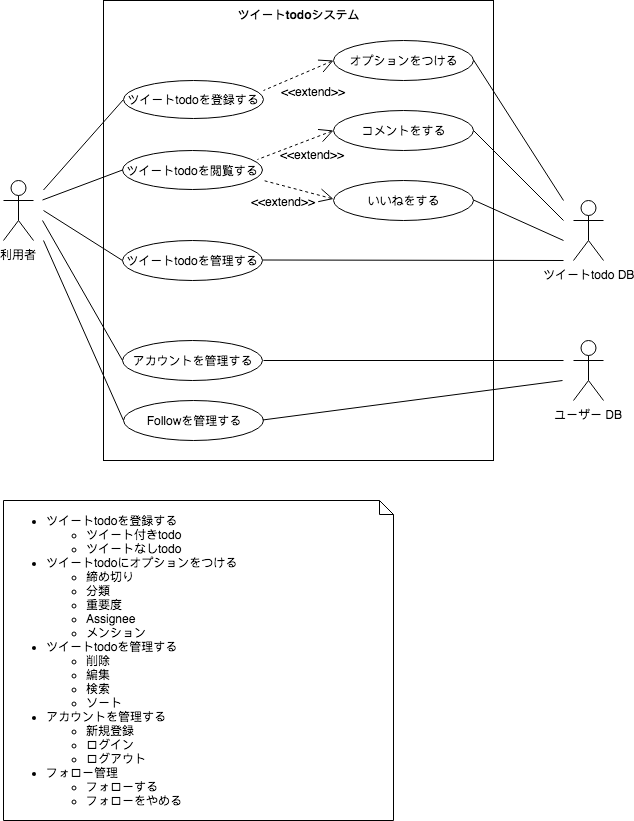 ツイートtodoシステム
オプションをつける
ツイートtodoを登録する
<<extend>>
コメントをする
<<extend>>
ツイートtodoを閲覧する
<<extend>>
いいねをする
利用者
ツイートtodoを管理する
ツイートtodo DB
アカウントを管理する
ユーザー DB
Followを管理する
ツイートtodoを登録する
ツイート付きtodo
ツイートなしtodo
ツイートtodoにオプションをつける
締め切り
分類
重要度
Assignee
メンション
ツイートtodoを管理する
削除
編集
検索
ソート
アカウントを管理する
新規登録
ログイン
ログアウト
フォロー管理
フォローする
フォローをやめる